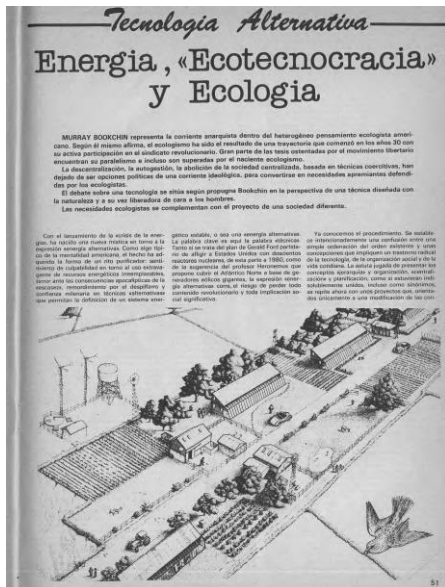 Tecnologia Alternativa
Energia, «Ecotecnocracia»
y Ecologia
MURRAY BOOKCHIN representa la corriente anarquista dentro del heterogéneo pensamiento ecologista ameri-
cano. Según él mismo afirma, el ecologismo ha sido el resultado de una trayectoria que comenzó en los años 30 con
su activa participación en el sindicato revolucionario. Gran parte de las tesis ostentadas por el movimiento libertario
encuentran su paralelismo e incluso son superadas por el naciente ecologismo.
La descentralización, la autogestión, la abolición de la sociedad centralizada, basada en técnicas coercitivas, han
dejado de ser opciones políticas de una corriente ideológica, para convertirse en necesidades apremiantes defendi-
das por los ecologistas.
El debate sobre una tecnología se sitúa según propugna Bookchin en la perspectiva de una técnica diseñada con
la naturaleza y a su vez liberadora de cara a los hombres.
Las necesidades ecologistas se complementan con el proyecto de una sociedad diferente.
Con el lanzamiento de la «crisis de la ener-
gía», ha nacido una nueva mística en torno a la
expresión «energía alternativa». Como algo típi-
co de la mentalidad americana, el hecho ha ad-
quirido la forma de un rito purificador: senti-
miento de culpabilidad en torno al uso extrava-
gante de recursos energéticos irremplazables,
terror ante las consecuencias apocalípticas de la
escasez, remordimiento por el despilfarro y
confianza milenaria en técnicas «alternativas»
que permitan la definición de un sistema ener-
gético estable, o sea una «energía alternativa».
La palabra clave es aquí la palabra «técnica».
Tanto si se trata del plan de Gerald Ford partida-
rio de afligir a Estados Unidos con doscientos
reactores nucleares, de esta parte a 1980, como
de la sugerencia del profesor Heronemus que
propone cubrir el Atlántico Norte a base de ge-
neradores eólicos gigantes, la expresión «ener-
gía alternativa» corre el riesgo de perder todo
contenido revolucionario y toda implicación so-
cial significativa.
Ya conocemos el procedimiento. Se estable-
ce intencionadamente una confusión entre una
simple ordenación del orden existente y unas
concepciones que implican un trastorno radical
de la tecnología, de la organización social y de la
vida cotidiana. La astuta jugada de presentar los
conceptos «jerarquía» y organización, «centrali-
zación» y planificación, como si estuvieran indi-
solublemente unidos, incluso como sinónimos,
se repite ahora con unos proyectos que, orienta-
dos únicamente a una modificación de las con-
21